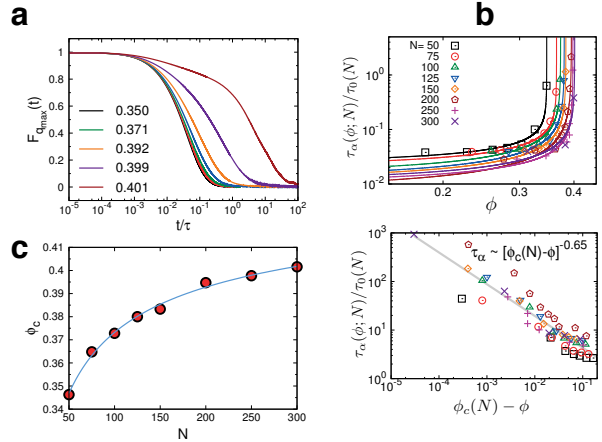 a
F_{q_{max}}(t)
1
0.8
0.6
0.4
0.2
0
0.350
0.371
0.392
0.399
0.401
10^{-5} 10^{-4} 10^{-3} 10^{-2} 10^{-1} 10^{0} 10^{1} 10^{2}
t/τ
b
τ_α(ϕ; N)/τ_0(N)
10^{0}
10^{-1}
10^{-2}
N= 50
75
100
125
150
200
250
300
0.2 0.3 0.4
ϕ
c
ϕ_c
0.41
0.4
0.39
0.38
0.37
0.36
0.35
0.34
50 100 150 200 250 300
N
τ_α(ϕ; N)/τ_0(N)
10^{3}
10^{2}
10^{1}
10^{0}
τ_α ~ [ϕ_c(N)-ϕ]^{-0.65}
10^{-5} 10^{-3} 10^{-2} 10^{-1}
ϕ_c(N) − ϕ